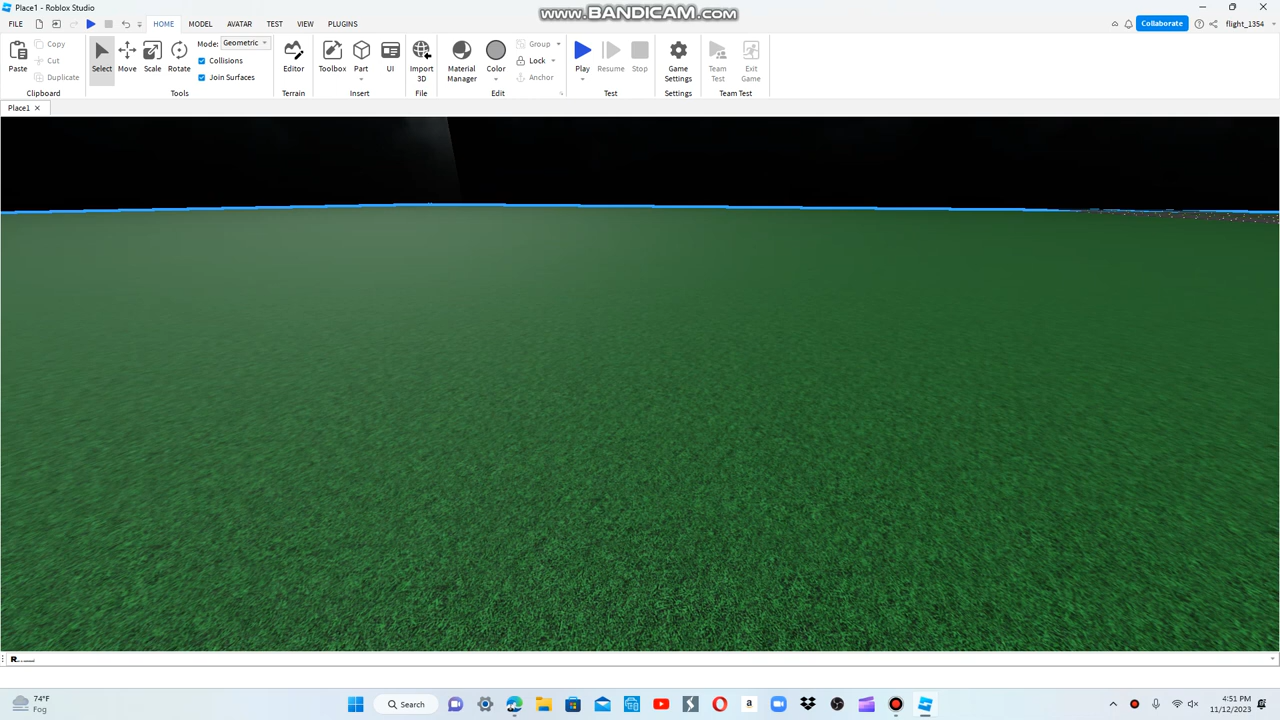 Place1 - Roblox Studio
www.BANDICAM.com
FILE HOME MODEL AVATAR TEST VIEW PLUGINS
Collaborate flight_1354
Paste Copy Cut Duplicate
Clipboard
Select Move Scale Rotate
Mode: Geometric
Collisions
Join Surfaces
Tools
Editor
Terrain
Toolbox Part UI
Insert
Import 3D
File
Material Manager Color
Group
Lock
Anchor
Edit
Play Resume Stop
Test
Game Settings
Settings
Team Test Exit Game
Team Test
Place1
74°F
Fog
Search
4:51 PM
11/12/2023